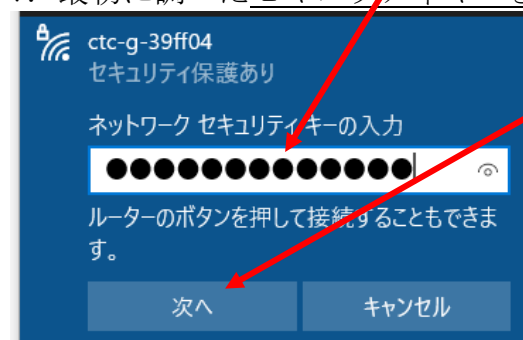 ctc-g-39ff04
セキュリティ保護あり
ネットワーク セキュリティ キーの入力
●●●●●●●●●●●●●
ルーターのボタンを押して接続することもできま
す。
次へ
キャンセル